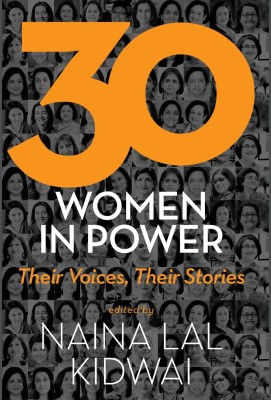 30
WOMEN
IN POWER
Their Voices, Their Stories
edited by
NAINA LAL
KIDWAI